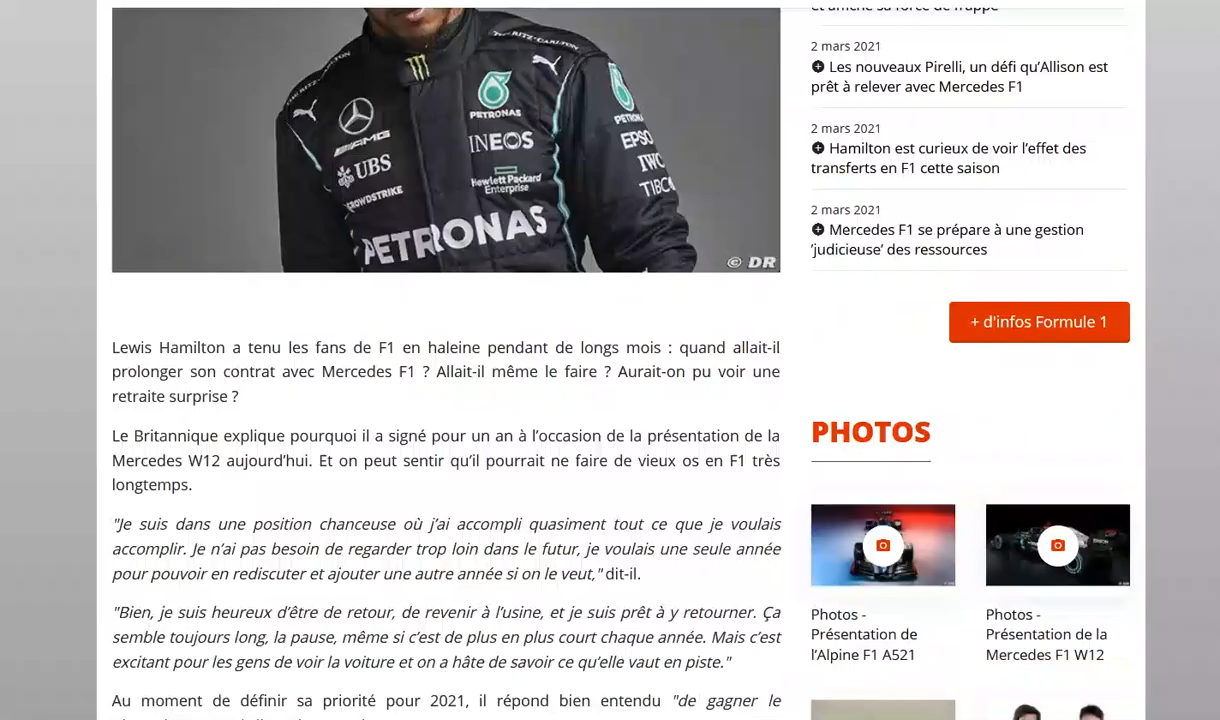 THE RITZ-CARLTON
PETRONAS
AMG
INEOS
UBS
Hewlett Packard
Enterprise
CROWDSTRIKE
EPSO
IWC
TIBC
PETRONAS
© DR
Lewis Hamilton a tenu les fans de F1 en haleine pendant de longs mois : quand allait-il
prolonger son contrat avec Mercedes F1 ? Allait-il même le faire ? Aurait-on pu voir une
retraite surprise ?
Le Britannique explique pourquoi il a signé pour un an à l’occasion de la présentation de la
Mercedes W12 aujourd’hui. Et on peut sentir qu’il pourrait ne faire de vieux os en F1 très
longtemps.
"Je suis dans une position chanceuse où j’ai accompli quasiment tout ce que je voulais
accomplir. Je n’ai pas besoin de regarder trop loin dans le futur, je voulais une seule année
pour pouvoir en rediscuter et ajouter une autre année si on le veut," dit-il.
"Bien, je suis heureux d’être de retour, de revenir à l’usine, et je suis prêt à y retourner. Ça
semble toujours long, la pause, même si c’est de plus en plus court chaque année. Mais c’est
excitant pour les gens de voir la voiture et on a hâte de savoir ce qu’elle vaut en piste."
Au moment de définir sa priorité pour 2021, il répond bien entendu "de gagner le
et affiche sa force de frappe
2 mars 2021
Les nouveaux Pirelli, un défi qu’Allison est
prêt à relever avec Mercedes F1
2 mars 2021
Hamilton est curieux de voir l’effet des
transferts en F1 cette saison
2 mars 2021
Mercedes F1 se prépare à une gestion
’judicieuse’ des ressources
+ d'infos Formule 1
PHOTOS
Photos -
Présentation de
l’Alpine F1 A521
Photos -
Présentation de la
Mercedes F1 W12